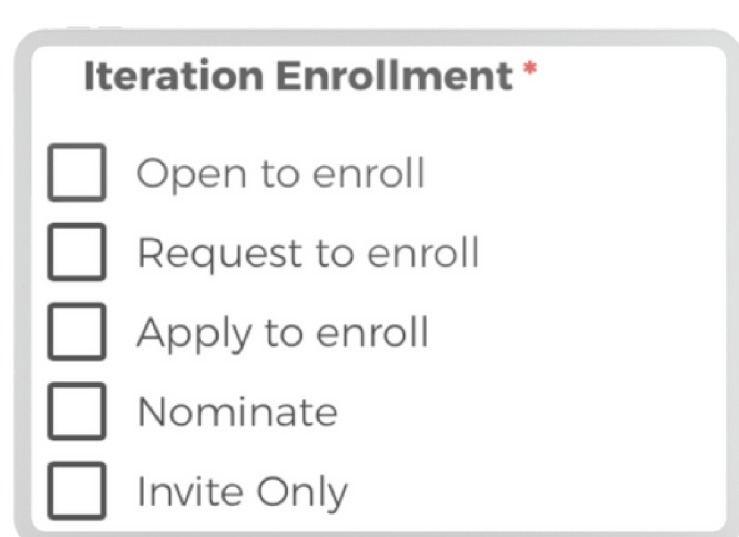 Iteration Enrollment *
Open to enroll
Request to enroll
Apply to enroll
Nominate
Invite Only